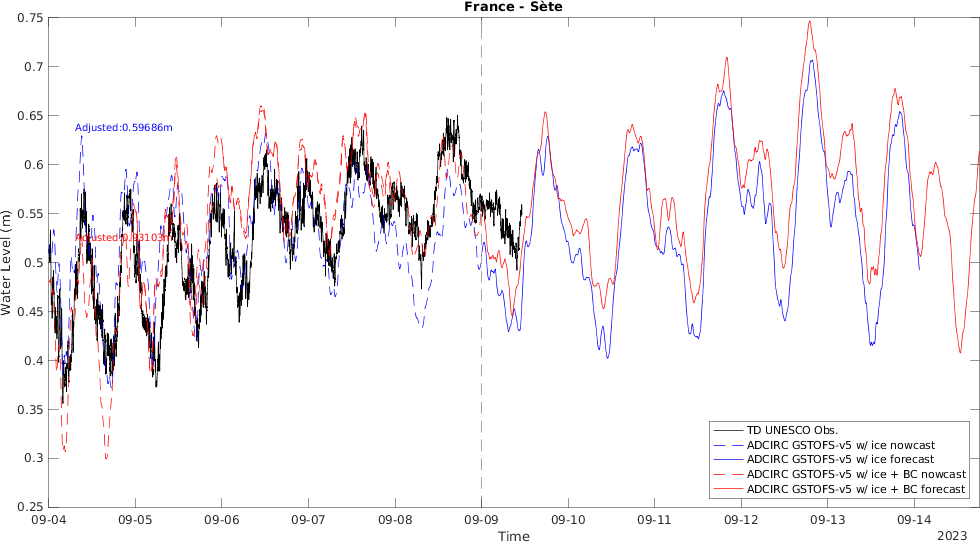 France - Sète
0.75
0.7
0.65
0.6
0.55
0.5
0.45
0.4
0.35
0.3
0.25
Water Level (m)
Adjusted:0.59686m
TD UNESCO Obs.
ADCIRC GSTOFS-v5 w/ ice nowcast
ADCIRC GSTOFS-v5 w/ ice forecast
ADCIRC GSTOFS-v5 w/ ice + BC nowcast
ADCIRC GSTOFS-v5 w/ ice + BC forecast
09-04 09-05 09-06 09-07 09-08 09-09 09-10 09-11 09-12 09-13 09-14
Time
2023